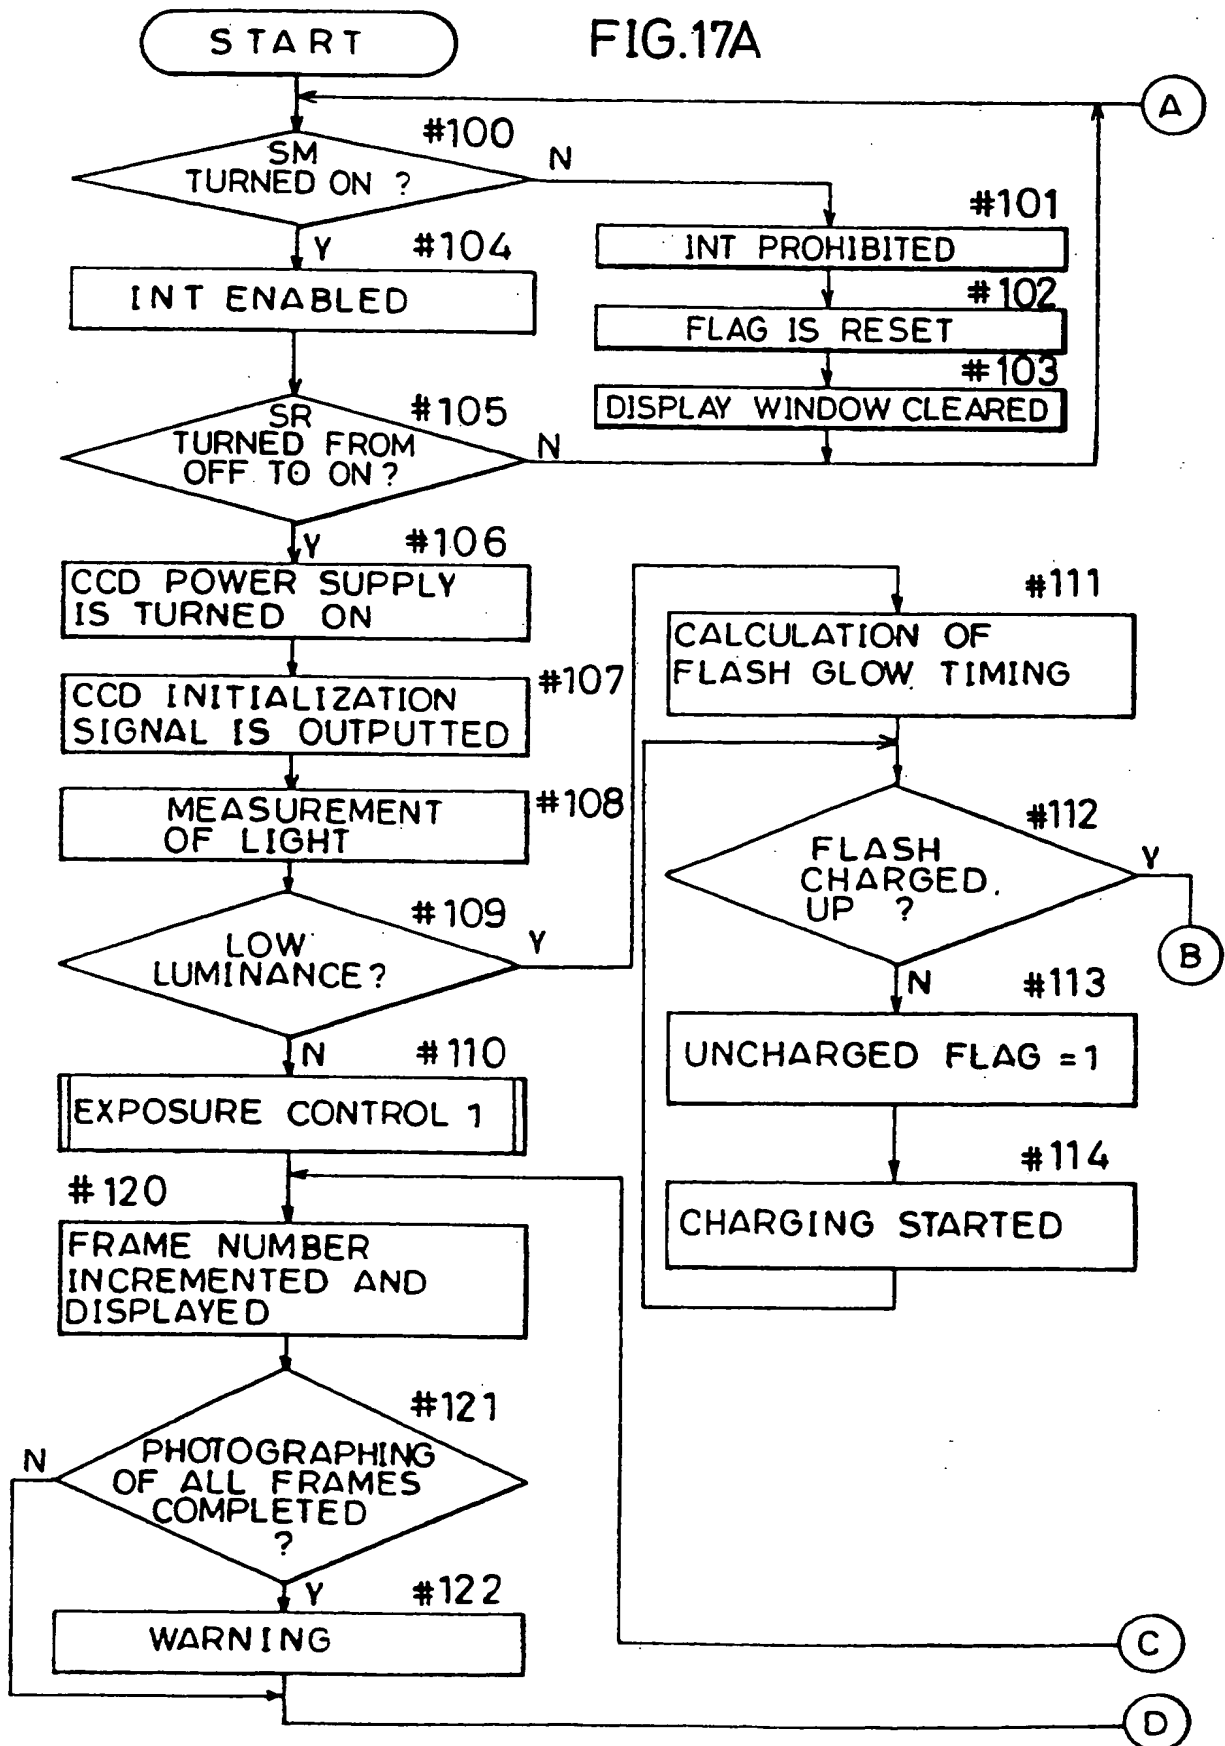 START
FIG.17A
A
#100
SM
TURNED ON ?
N
Y
#101
INT PROHIBITED
#102
FLAG IS RESET
#103
DISPLAY WINDOW CLEARED
#104
INT ENABLED
#105
SR
TURNED FROM
OFF TO ON?
N
Y
#106
CCD POWER SUPPLY
IS TURNED ON
#107
CCD INITIALIZATION
SIGNAL IS OUTPUTTED
#108
MEASUREMENT
OF LIGHT
#109
LOW
LUMINANCE?
Y
N
#110
EXPOSURE CONTROL 1
#111
CALCULATION OF
FLASH GLOW TIMING
#112
FLASH
CHARGED
UP ?
Y
B
N
#113
UNCHARGED FLAG = 1
#114
CHARGING STARTED
#120
FRAME NUMBER
INCREMENTED AND
DISPLAYED
#121
PHOTOGRAPHING
OF ALL FRAMES
COMPLETED
?
N
Y
#122
WARNING
C
D